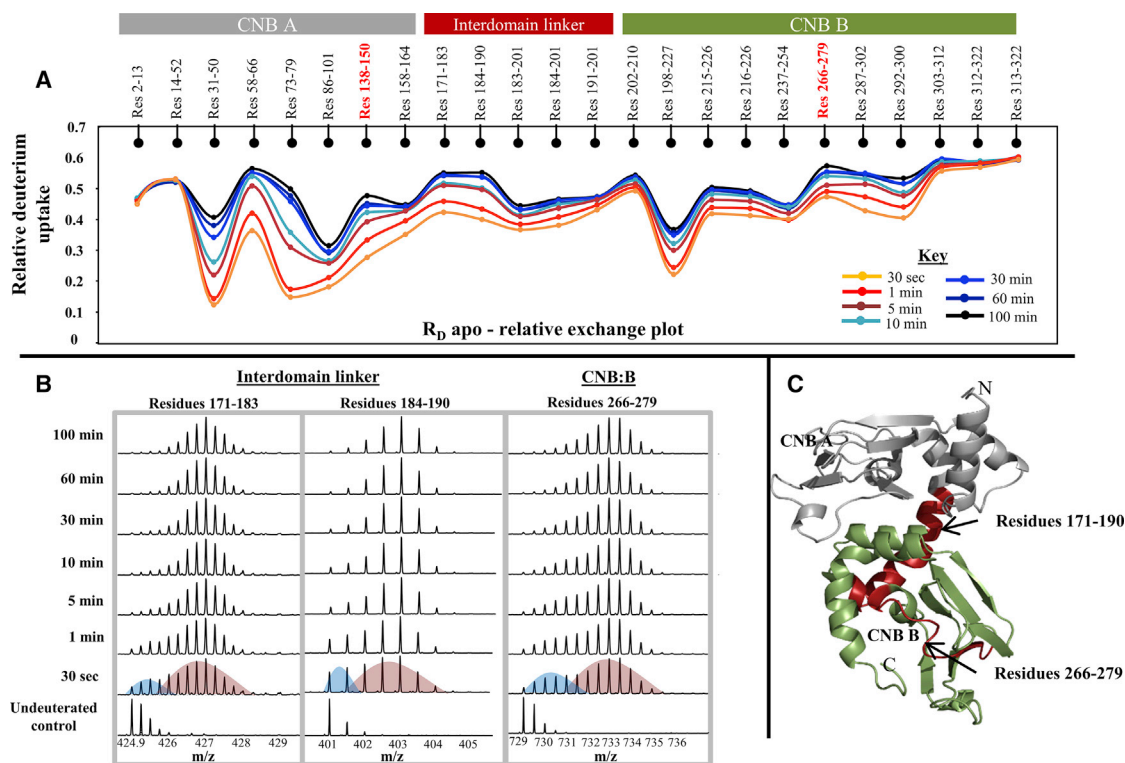 CNB A
Interdomain linker
CNB B
A
Res 2-13
Res 14-52
Res 31-50
Res 58-66
Res 73-79
Res 86-101
Res 138-150
Res 158-164
Res 171-183
Res 184-190
Res 183-201
Res 184-201
Res 191-201
Res 202-210
Res 198-227
Res 215-226
Res 216-226
Res 237-254
Res 266-279
Res 287-302
Res 292-300
Res 303-312
Res 312-322
Res 313-322
Relative deuterium
uptake
0.7
0.6
0.5
0.4
0.3
0.2
0.1
0
Key
30 sec
1 min
5 min
10 min
30 min
60 min
100 min
RD apo - relative exchange plot
B
Interdomain linker
CNB:B
Residues 171-183
Residues 184-190
Residues 266-279
100 min
60 min
30 min
10 min
5 min
1 min
30 sec
Undeuterated
control
424.9 426 427 428 429
401 402 403 404 405
729 730 731 732 733 734 735 736
m/z
m/z
m/z
C
N
CNB A
Residues 171-190
CNB B
C
Residues 266-279